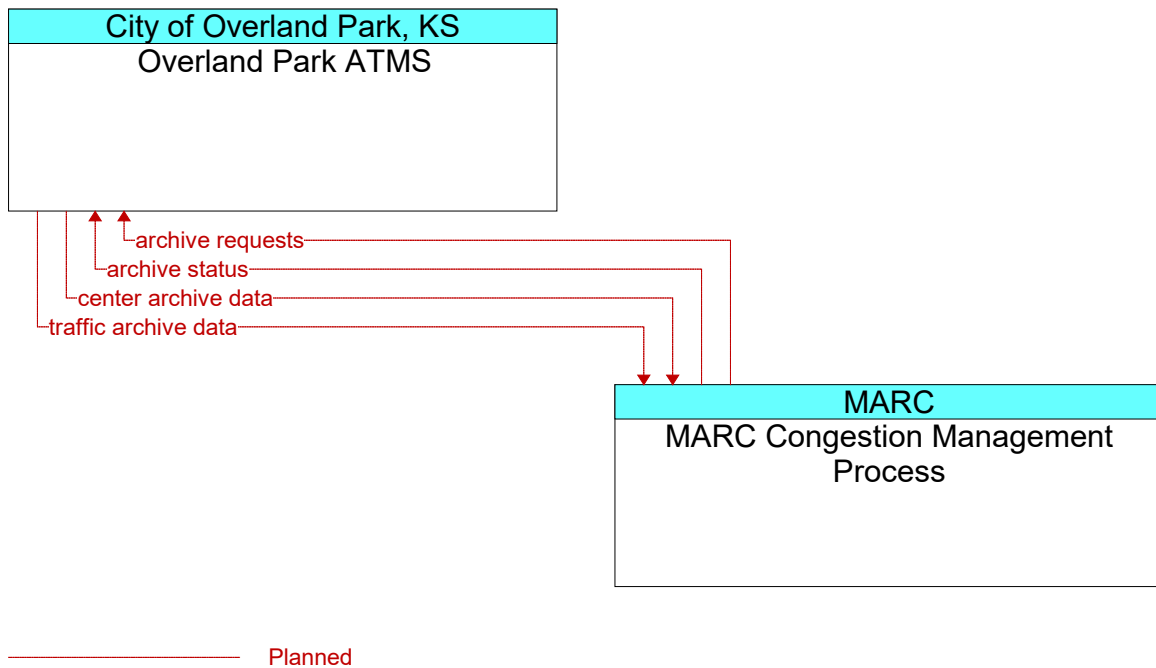 City of Overland Park, KS
Overland Park ATMS
archive requests
archive status
center archive data
traffic archive data
MARC
MARC Congestion Management
Process
Planned